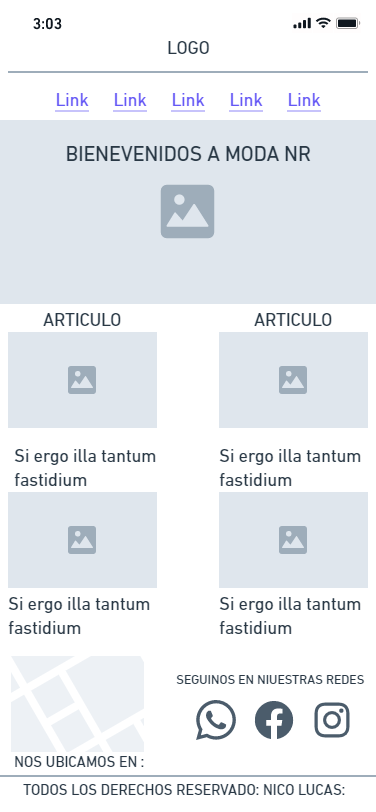 3:03
LOGO
Link Link Link Link Link
BIENEVENIDOS A MODA NR
ARTICULO ARTICULO
Si ergo illa tantum Si ergo illa tantum
fastidium fastidium
Si ergo illa tantum Si ergo illa tantum
fastidium fastidium
SEGUINOS EN NIUESTRAS REDES
NOS UBICAMOS EN :
TODOS LOS DERECHOS RESERVADO: NICO LUCAS: